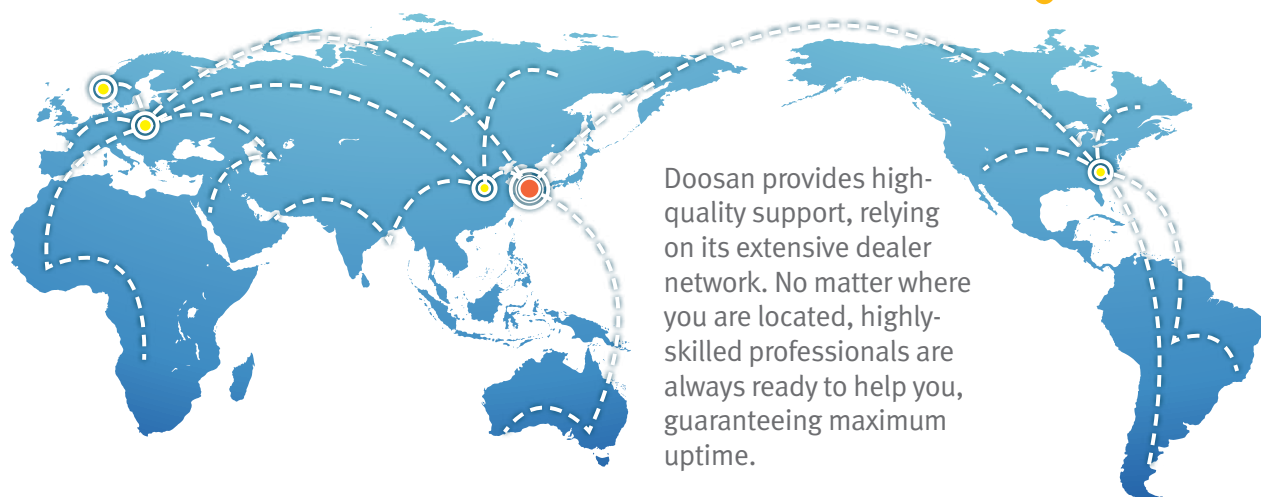 Doosan provides high-
quality support, relying
on its extensive dealer
network. No matter where
you are located, highly-
skilled professionals are
always ready to help you,
guaranteeing maximum
uptime.